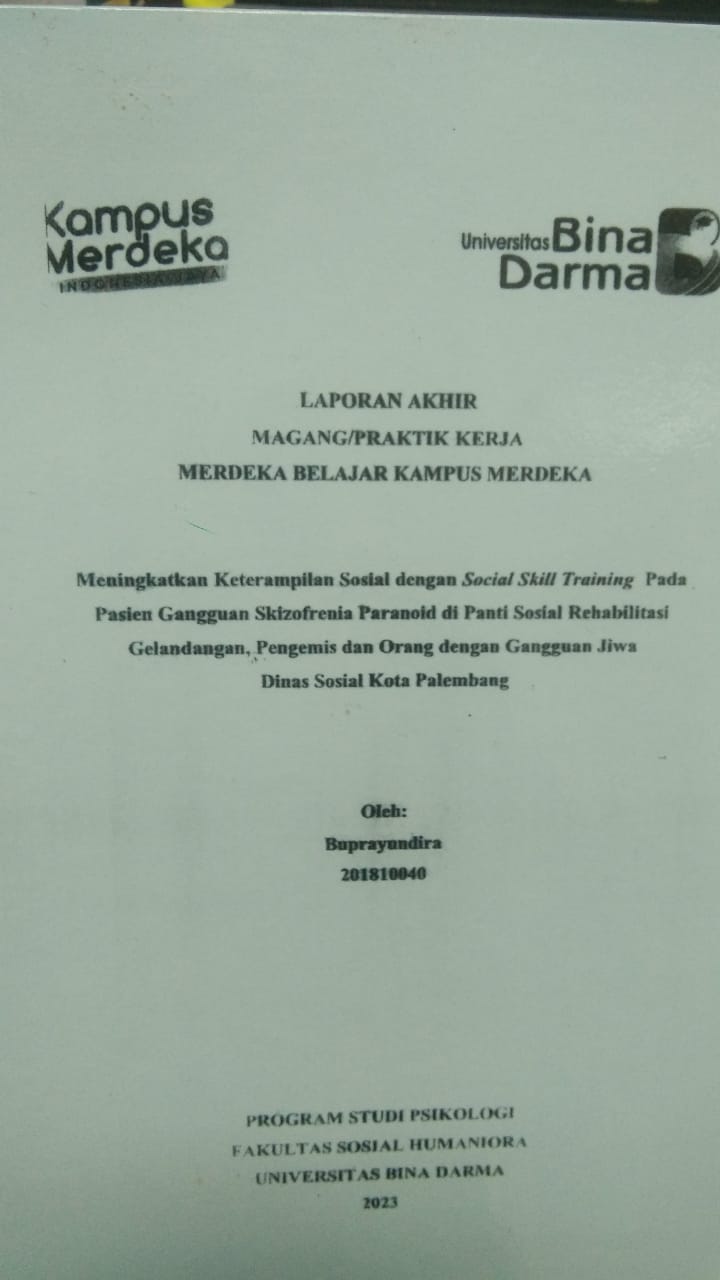 Kampus
Merdeka
INDONESIA JAYA
Universitas Bina
Darma
LAPORAN AKHIR
MAGANG/PRAKTIK KERJA
MERDEKA BELAJAR KAMPUS MERDEKA
Meningkatkan Keterampilan Sosial dengan Social Skill Training Pada
Pasien Gangguan Skizofrenia Paranoid di Panti Sosial Rehabilitasi
Gelandangan, Pengemis dan Orang dengan Gangguan Jiwa
Dinas Sosial Kota Palembang
Oleh:
Buprayundira
201810040
PROGRAM STUDI PSIKOLOGI
FAKULTAS SOSIAL HUMANIORA
UNIVERSITAS BINA DARMA
2023